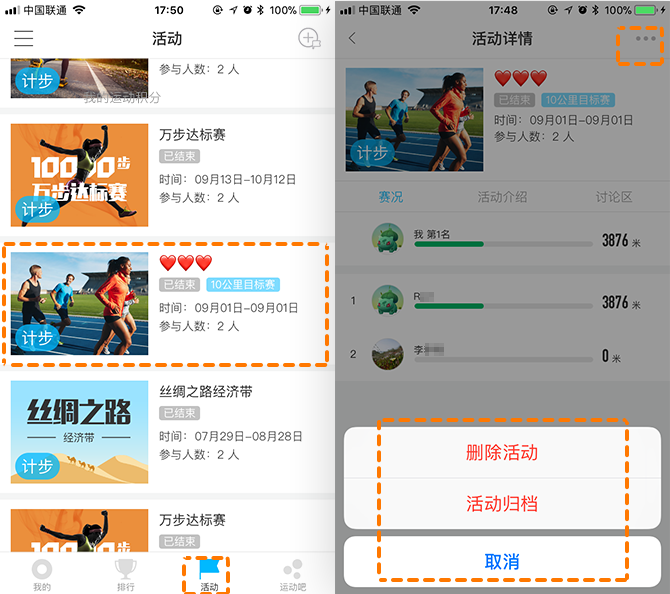 中国联通
17:50
100%
活动
计步
参与人数：2 人
我的运动积分
10000步
万步达标赛
计步
万步达标赛
已结束
时间：09月13日-10月12日
参与人数：2 人
计步
已结束
10公里目标赛
时间：09月01日-09月01日
参与人数：2 人
丝绸之路
经济带
计步
丝绸之路经济带
已结束
时间：07月29日-08月28日
参与人数：2 人
万步达标赛
已结束
我的
排行
活动
运动吧
中国联通
17:48
100%
活动详情
计步
已结束
10公里目标赛
时间：09月01日-09月01日
参与人数：2 人
赛况
活动介绍
讨论区
我 第1名
3876 米
1
R
3876 米
2
李
0 米
删除活动
活动归档
取消